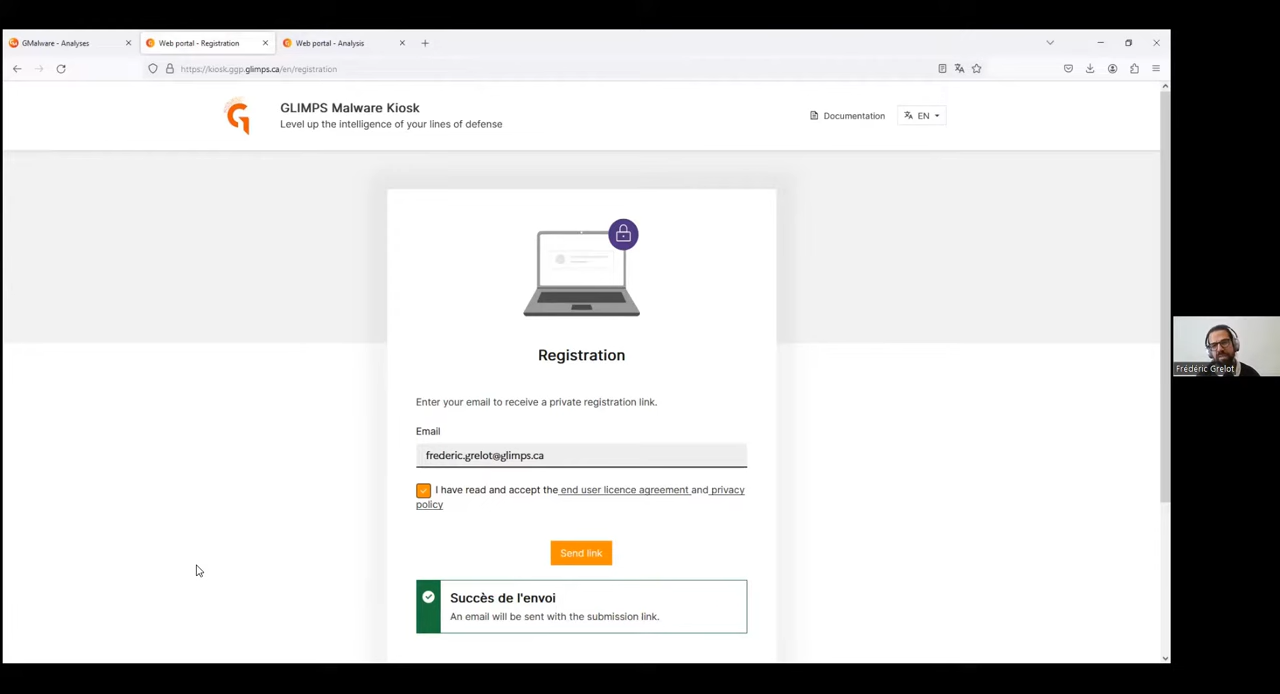 GMalware - Analyses
Web portal - Registration
Web portal - Analysis
https://kiosk.ggp.glimps.ca/en/registration
GLIMPS Malware Kiosk
Level up the intelligence of your lines of defense
Documentation
EN
Registration
Enter your email to receive a private registration link.
Email
frederic.grelot@glimps.ca
I have read and accept the end user licence agreement and privacy
policy
Send link
Succès de l'envoi
An email will be sent with the submission link.
Frédéric Grelot